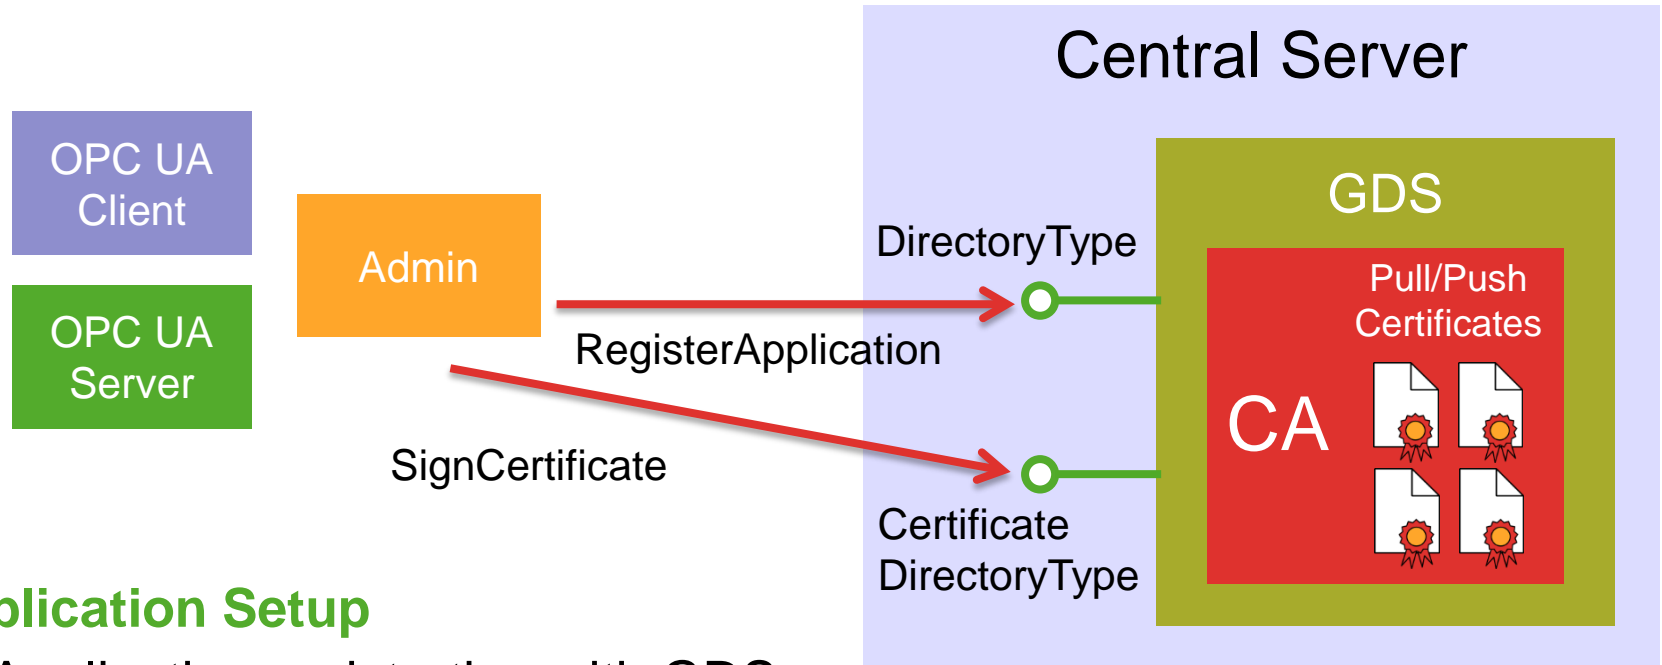 Central Server
OPC UA
Client
GDS
Admin
DirectoryType
Pull/Push
Certificates
OPC UA
Server
RegisterApplication
CA
SignCertificate
Certificate
DirectoryType
plication Setup